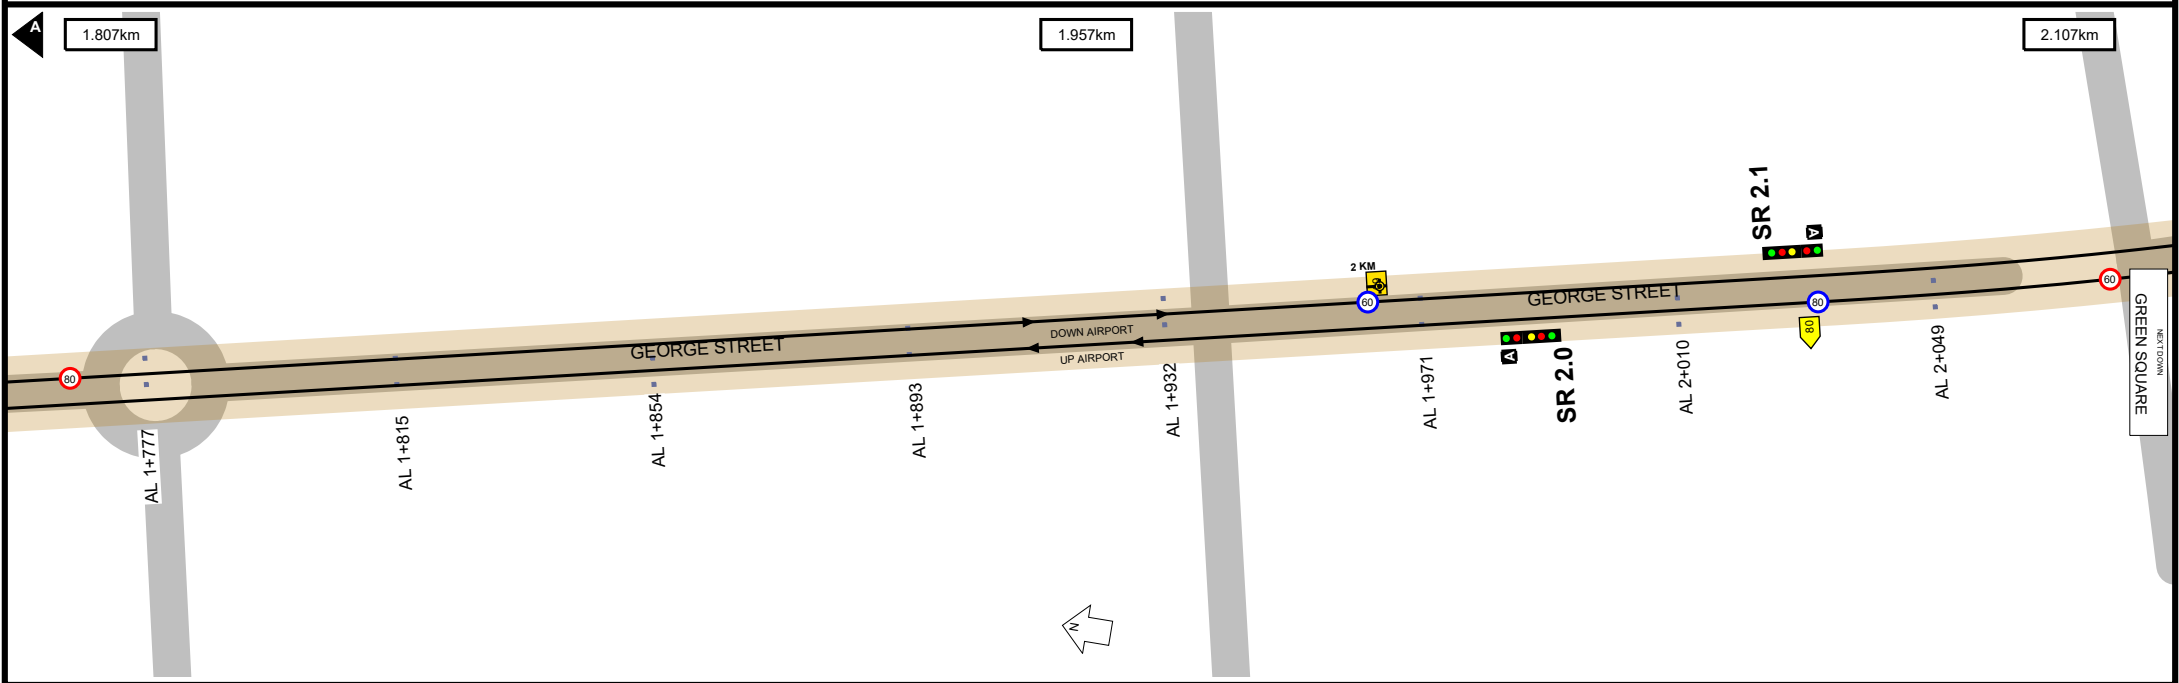 A
1.807km
1.957km
2.107km
SR 2.1
A
2 KM
60
GEORGE STREET
80
80
60
GREEN SQUARE
NEXT DOWN
DOWN AIRPORT
UP AIRPORT
GEORGE STREET
80
A
SR 2.0
AL 1+777
AL 1+815
AL 1+854
AL 1+893
AL 1+932
AL 1+971
AL 2+010
AL 2+049
N